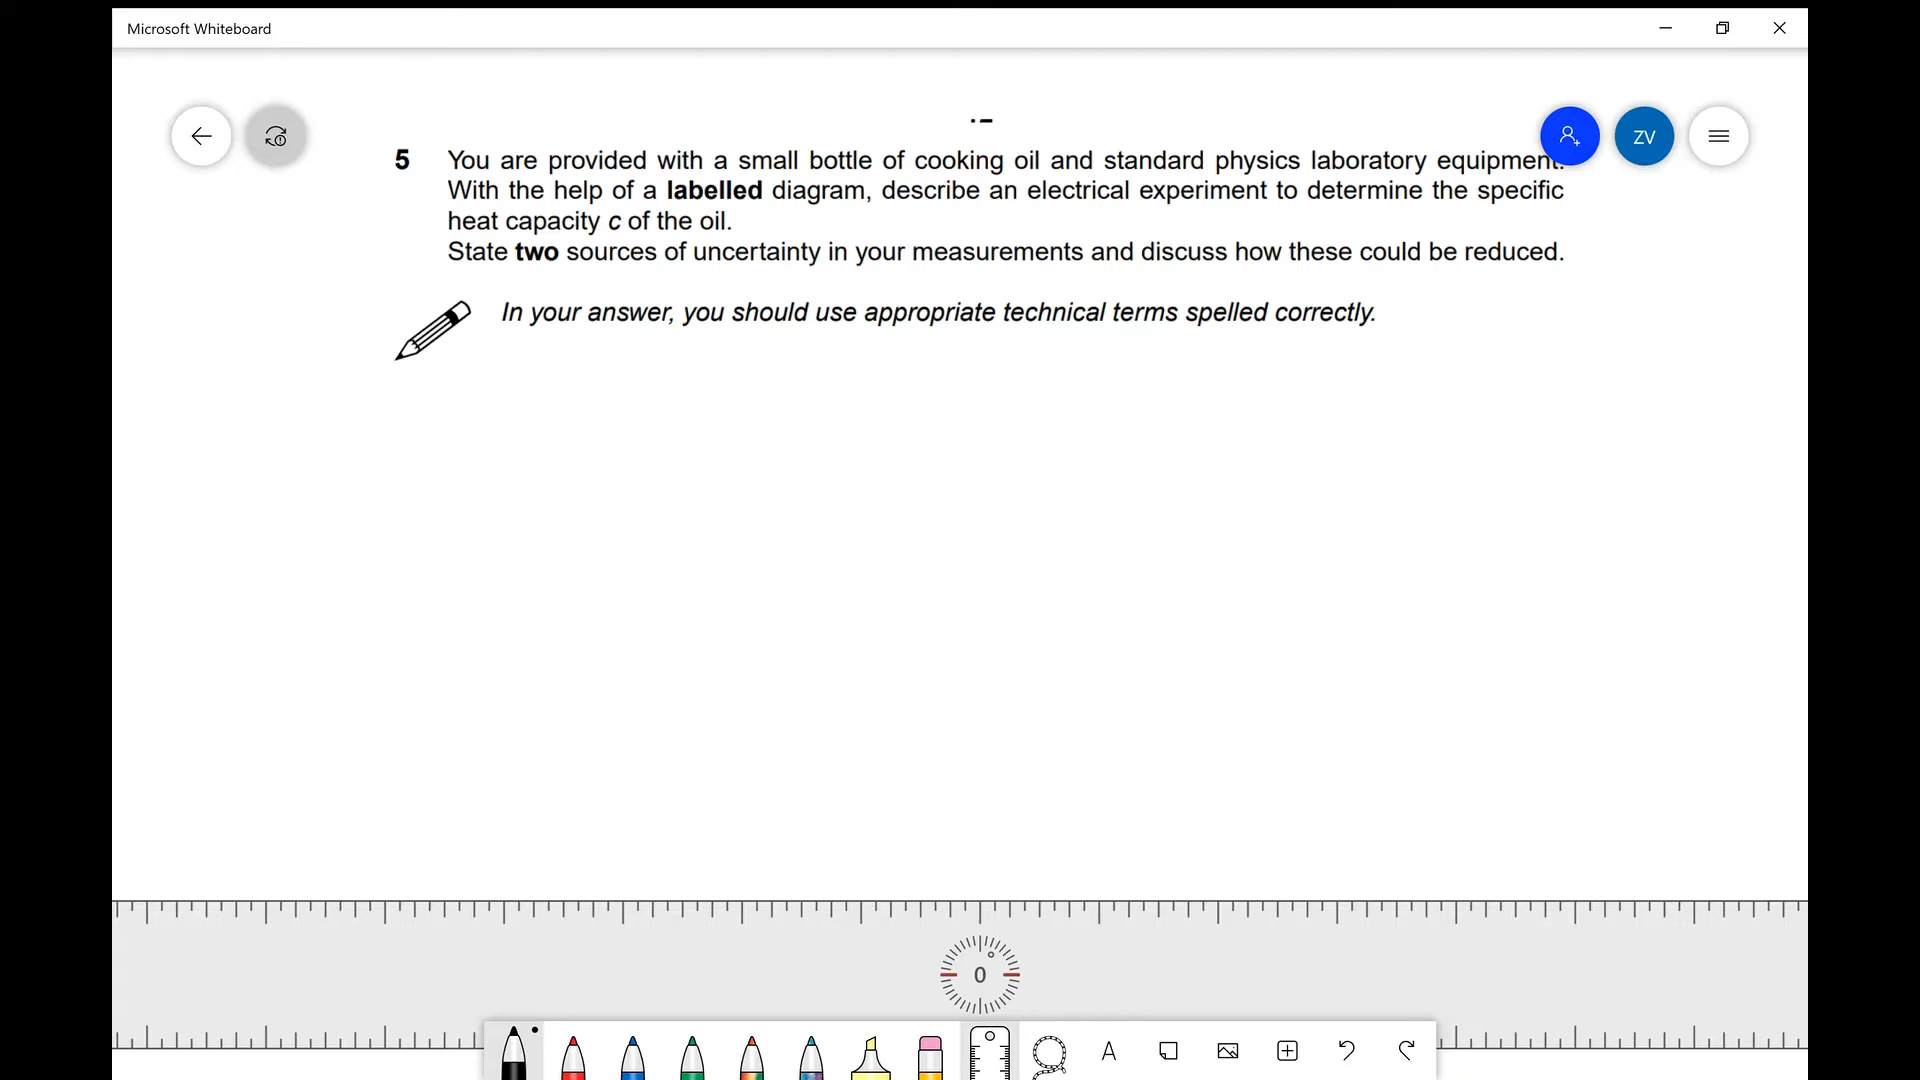 Microsoft Whiteboard
ZV
5 You are provided with a small bottle of cooking oil and standard physics laboratory equipment.
With the help of a labelled diagram, describe an electrical experiment to determine the specific
heat capacity c of the oil.
State two sources of uncertainty in your measurements and discuss how these could be reduced.
In your answer, you should use appropriate technical terms spelled correctly.
0°
A